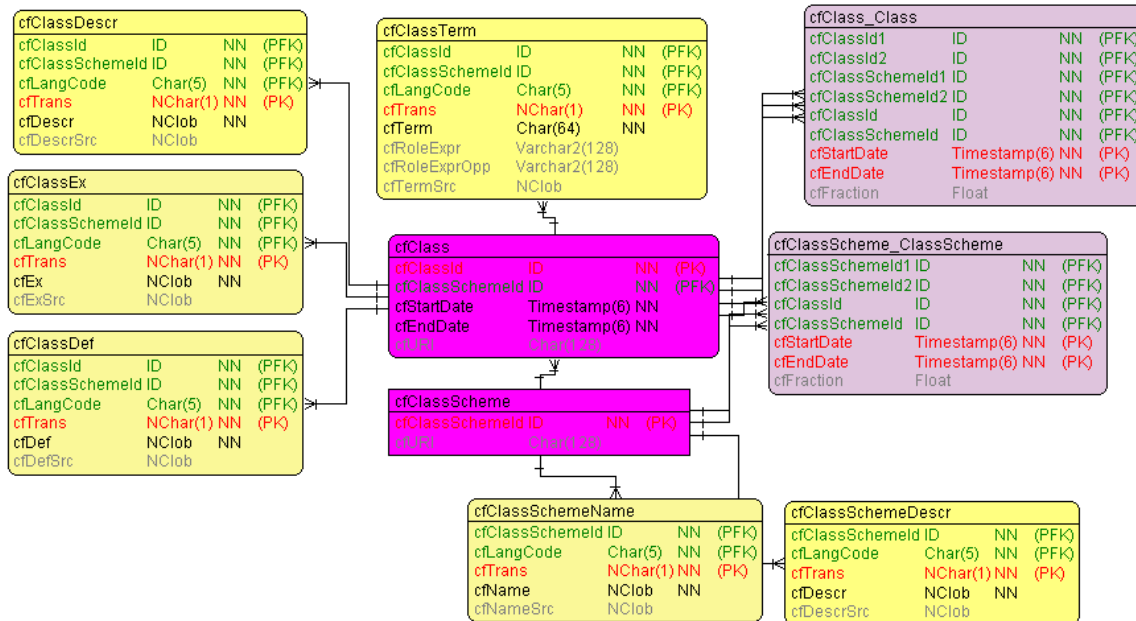 cfClassDescr
cfClassId ID NN (PFK)
cfClassSchemeId ID NN (PFK)
cfLangCode Char(5) NN (PFK)
cfTrans NChar(1) NN (PK)
cfDescr NClob NN
cfDescrSrc NClob
cfClassTerm
cfClassId ID NN (PFK)
cfClassSchemeId ID NN (PFK)
cfLangCode Char(5) NN (PFK)
cfTrans NChar(1) NN (PK)
cfTerm Char(64) NN
cfRoleExpr Varchar2(128)
cfRoleExprOpp Varchar2(128)
cfTermSrc NClob
cfClass_Class
cfClassId1 ID NN (PFK)
cfClassId2 ID NN (PFK)
cfClassSchemeId1 ID NN (PFK)
cfClassSchemeId2 ID NN (PFK)
cfClassId ID NN (PFK)
cfClassSchemeId ID NN (PFK)
cfStartDate Timestamp(6) NN (PK)
cfEndDate Timestamp(6) NN (PK)
cfFraction Float
cfClassEx
cfClassId ID NN (PFK)
cfClassSchemeId ID NN (PFK)
cfLangCode Char(5) NN (PFK)
cfTrans NChar(1) NN (PK)
cfEx NClob NN
cfExSrc NClob
cfClass
cfClassId ID NN (PK)
cfClassSchemeId ID NN (PFK)
cfStartDate Timestamp(6) NN
cfEndDate Timestamp(6) NN
cfURI Char(128)
cfClassScheme_ClassScheme
cfClassSchemeId1 ID NN (PFK)
cfClassSchemeId2 ID NN (PFK)
cfClassId ID NN (PFK)
cfClassSchemeId ID NN (PFK)
cfStartDate Timestamp(6) NN (PK)
cfEndDate Timestamp(6) NN (PK)
cfFraction Float
cfClassDef
cfClassId ID NN (PFK)
cfClassSchemeId ID NN (PFK)
cfLangCode Char(5) NN (PFK)
cfTrans NChar(1) NN (PK)
cfDef NClob NN
cfDefSrc NClob
cfClassScheme
cfClassSchemeId ID NN (PK)
cfURI Char(128)
cfClassSchemeName
cfClassSchemeId ID NN (PFK)
cfLangCode Char(5) NN (PFK)
cfTrans NChar(1) NN (PK)
cfName NClob NN
cfNameSrc NClob
cfClassSchemeDescr
cfClassSchemeId ID NN (PFK)
cfLangCode Char(5) NN (PFK)
cfTrans NChar(1) NN (PK)
cfDescr NClob NN
cfDescrSrc NClob